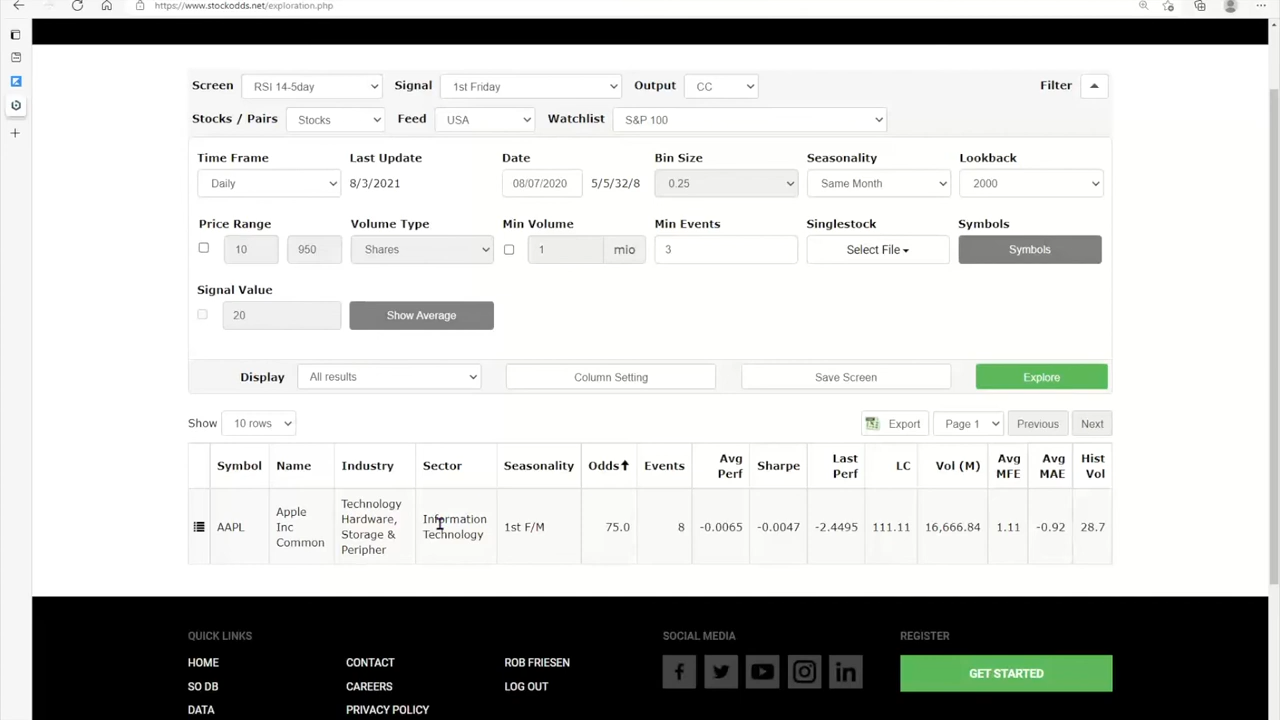 https://www.stockodds.net/exploration.php
Screen RSI 14-5day Signal 1st Friday Output CC Filter
Stocks / Pairs Stocks Feed USA Watchlist S&P 100
Time Frame Last Update Date Bin Size Seasonality Lookback
Daily 8/3/2021 08/07/2020 5/5/32/8 0.25 Same Month 2000
Price Range Volume Type Min Volume Min Events Singlestock Symbols
10 950 Shares 1 mio 3 Select File Symbols
Signal Value
20 Show Average
Display All results Column Setting Save Screen Explore
Show 10 rows Export Page 1 Previous Next
Symbol Name Industry Sector Seasonality Odds Events Avg Perf Sharpe Last Perf LC Vol (M) Avg MFE Avg MAE Hist Vol
AAPL Apple Inc Common Technology Hardware, Storage & Peripher Information Technology 1st F/M 75.0 8 -0.0065 -0.0047 -2.4495 111.11 16,666.84 1.11 -0.92 28.7
QUICK LINKS SOCIAL MEDIA REGISTER
HOME CONTACT ROB FRIESEN GET STARTED
SO DB CAREERS LOG OUT
DATA PRIVACY POLICY